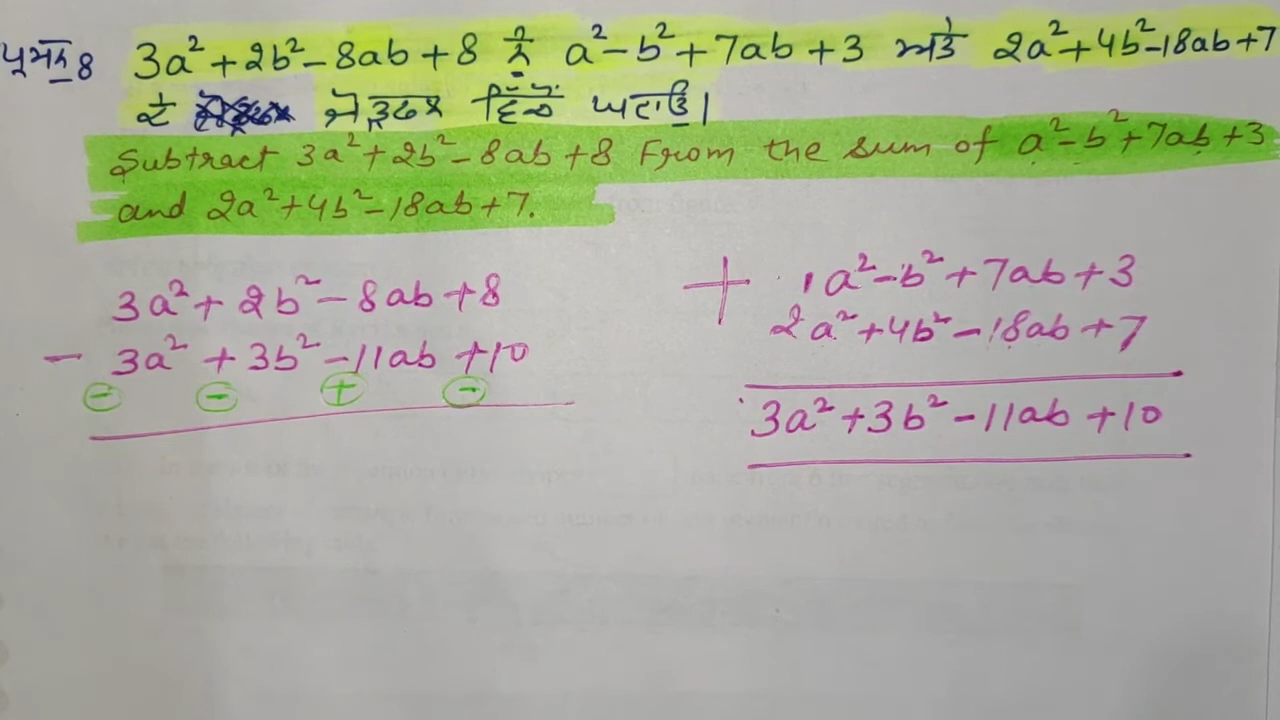 ਪ੍ਰਸ਼ਨ 8 3a² + 2b² - 8ab + 8 ਨੂੰ a² - b² + 7ab + 3 ਅਤੇ 2a² + 4b² - 18ab + 7
ਦੇ ਜੋੜਫਲ ਵਿੱਚੋਂ ਘਟਾਓ।
Subtract 3a² + 2b² - 8ab + 8 From the sum of a² - b² + 7ab + 3
and 2a² + 4b² - 18ab + 7.
3a² + 2b² - 8ab + 8
- 3a² + 3b² - 11ab + 10
- - + -
+ 1a² - b² + 7ab + 3
2a² + 4b² - 18ab + 7
3a² + 3b² - 11ab + 10